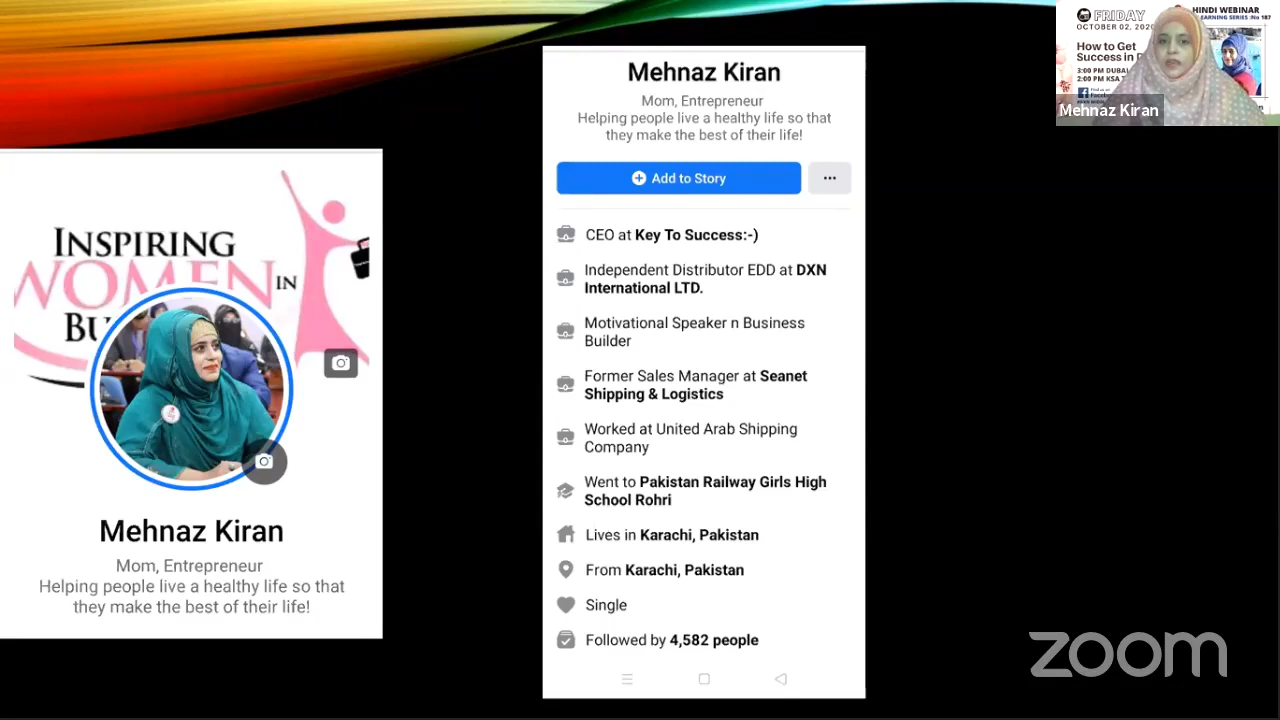 INSPIRING
WOMEN IN
Mehnaz Kiran
Mom, Entrepreneur
Helping people live a healthy life so that
they make the best of their life!
Mehnaz Kiran
Mom, Entrepreneur
Helping people live a healthy life so that
they make the best of their life!
Add to Story
CEO at Key To Success:-)
Independent Distributor EDD at DXN
International LTD.
Motivational Speaker n Business
Builder
Former Sales Manager at Seanet
Shipping & Logistics
Worked at United Arab Shipping
Company
Went to Pakistan Railway Girls High
School Rohri
Lives in Karachi, Pakistan
From Karachi, Pakistan
Single
Followed by 4,582 people
FRIDAY
OCTOBER 02, 2020
How to Get
Success in
3:00 PM DUBAI
2:00 PM KSA
HINDI WEBINAR
SERIES :No 187
Mehnaz Kiran
zoom